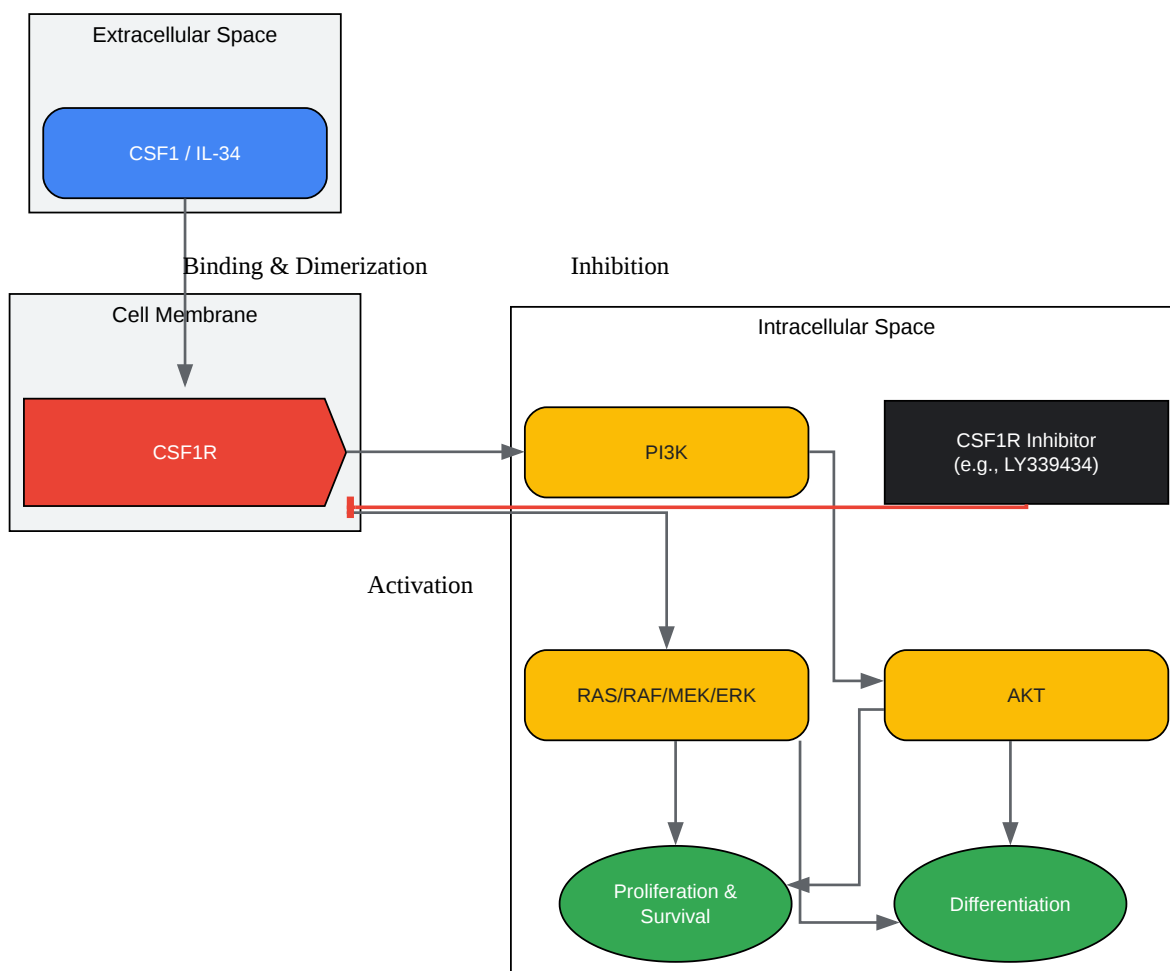 Extracellular Space
CSF1 / IL-34
Binding & Dimerization
Inhibition
Cell Membrane
Intracellular Space
CSF1R
PI3K
CSF1R Inhibitor
(e.g., LY339434)
Activation
RAS/RAF/MEK/ERK
AKT
Proliferation &
Survival
Differentiation